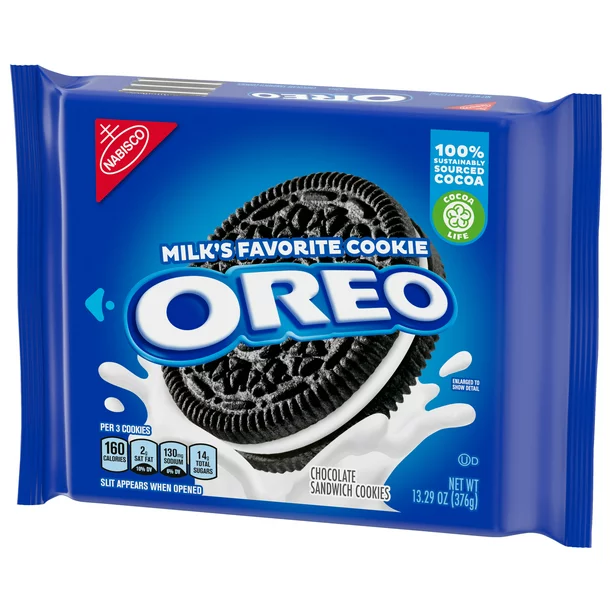 OREO
NABISCO
100%
SUSTAINABLY
SOURCED
COCOA
COCOA
LIFE
MILK'S FAVORITE COOKIE
OREO
ENLARGED TO
SHOW DETAIL
PER 3 COOKIES
160
CALORIES
2g
SAT FAT
10% DV
130mg
SODIUM
6% DV
14g
TOTAL
SUGARS
SLIT APPEARS WHEN OPENED
CHOCOLATE
SANDWICH COOKIES
U D
NET WT
13.29 OZ (376g)